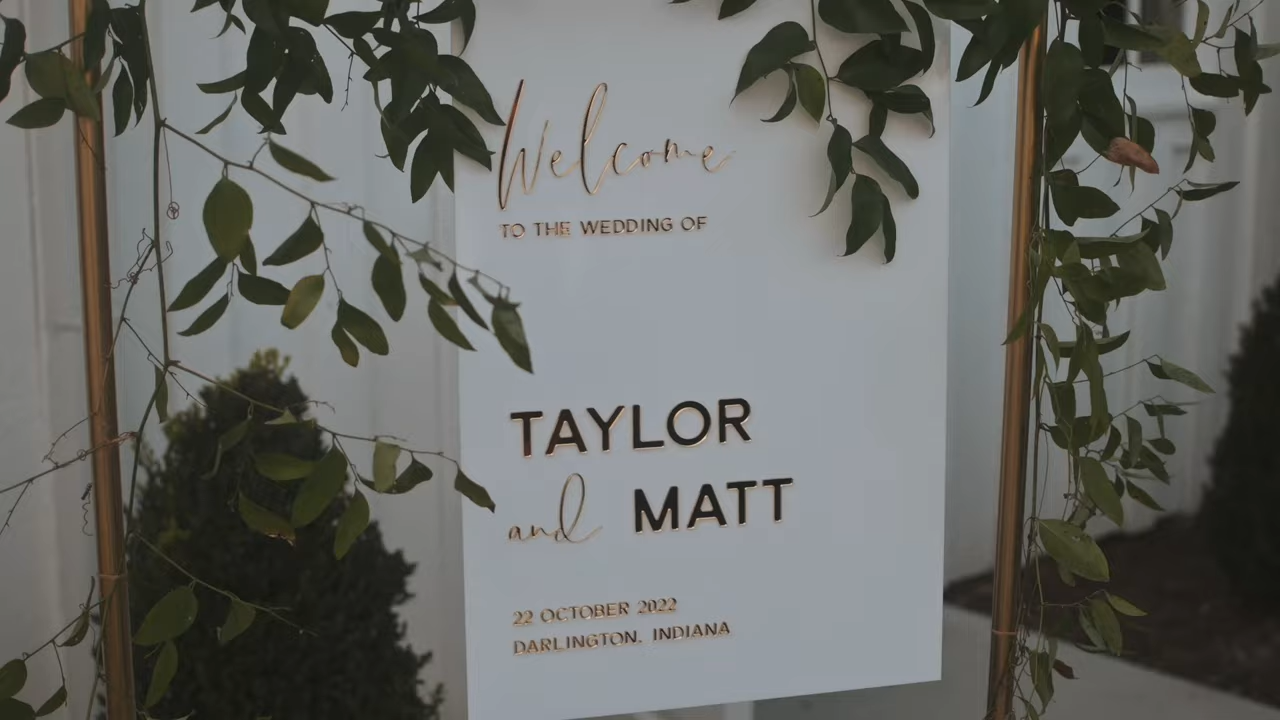 Welcome
TO THE WEDDING OF
TAYLOR
and MATT
22 OCTOBER 2022
DARLINGTON, INDIANA